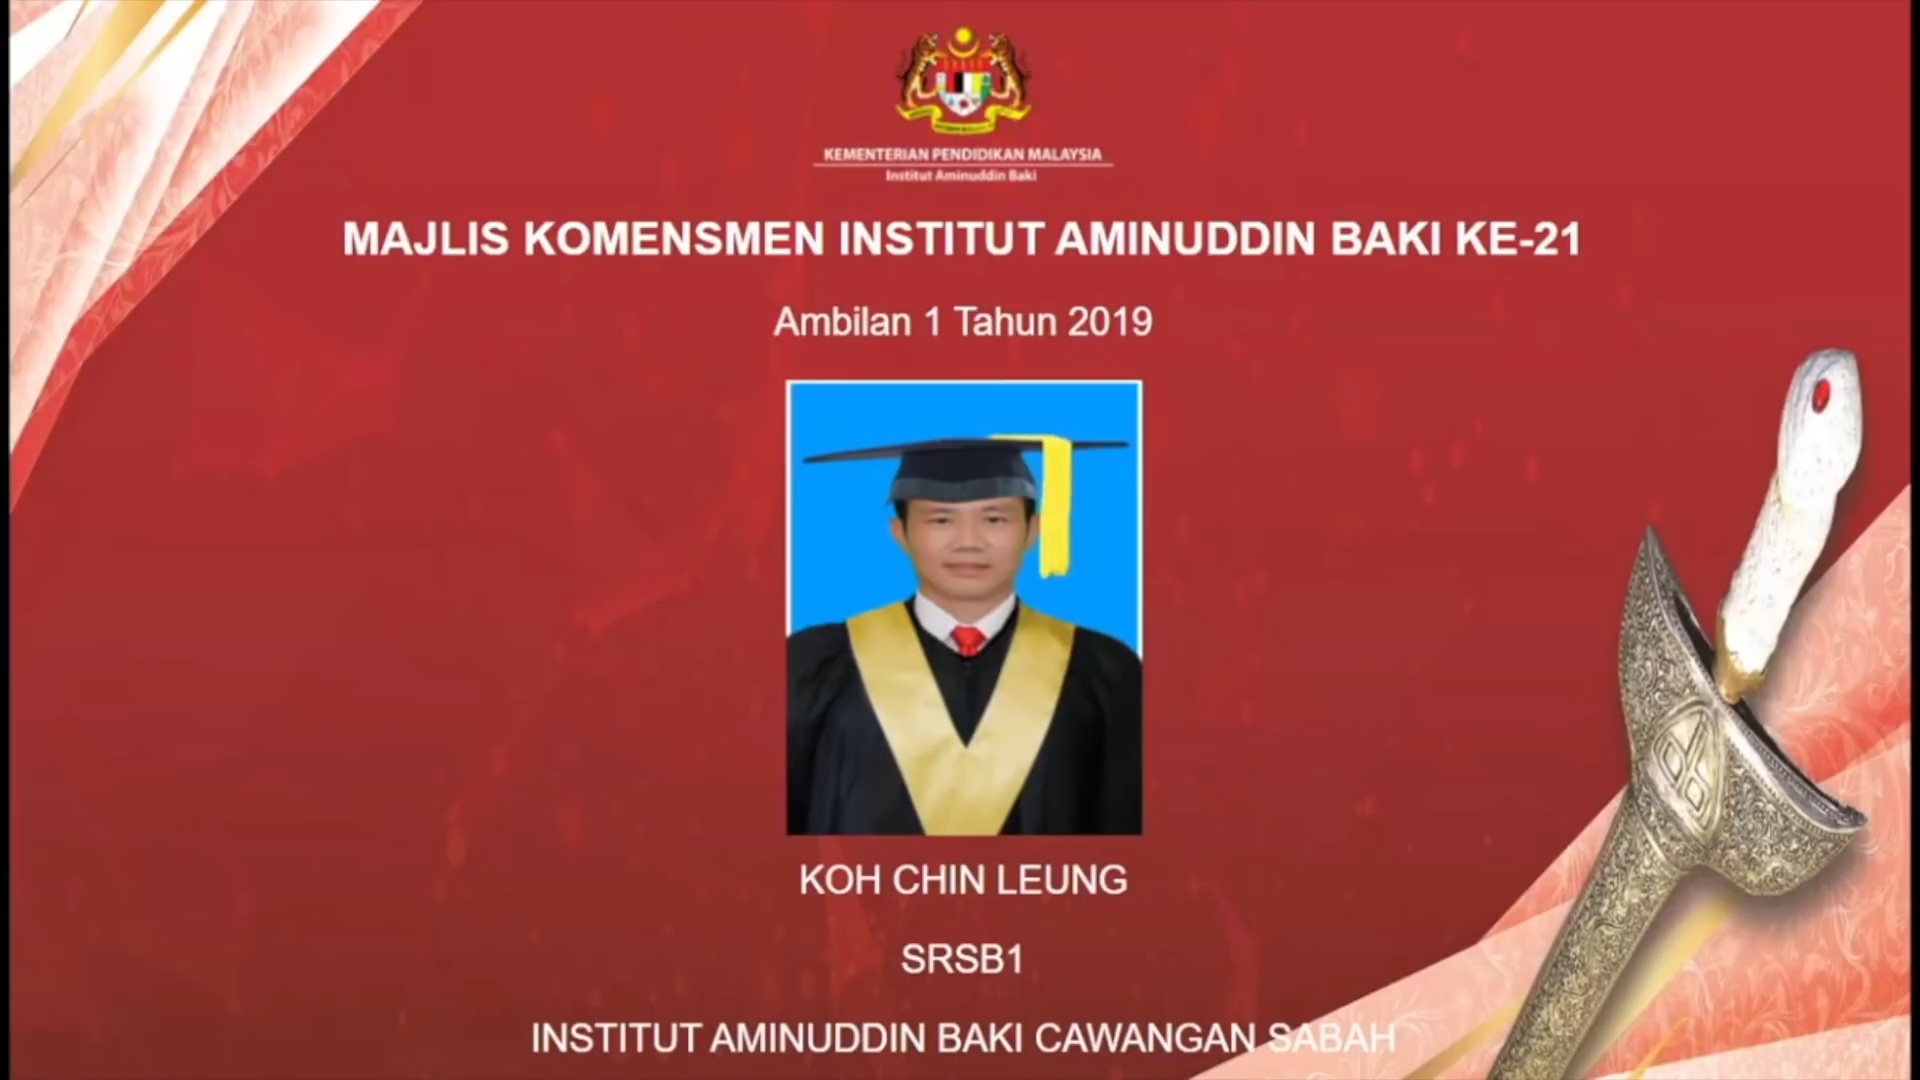 KEMENTERIAN PENDIDIKAN MALAYSIA
Institut Aminuddin Baki
MAJLIS KOMENSMEN INSTITUT AMINUDDIN BAKI KE-21
Ambilan 1 Tahun 2019
KOH CHIN LEUNG
SRSB1
INSTITUT AMINUDDIN BAKI CAWANGAN SABAH